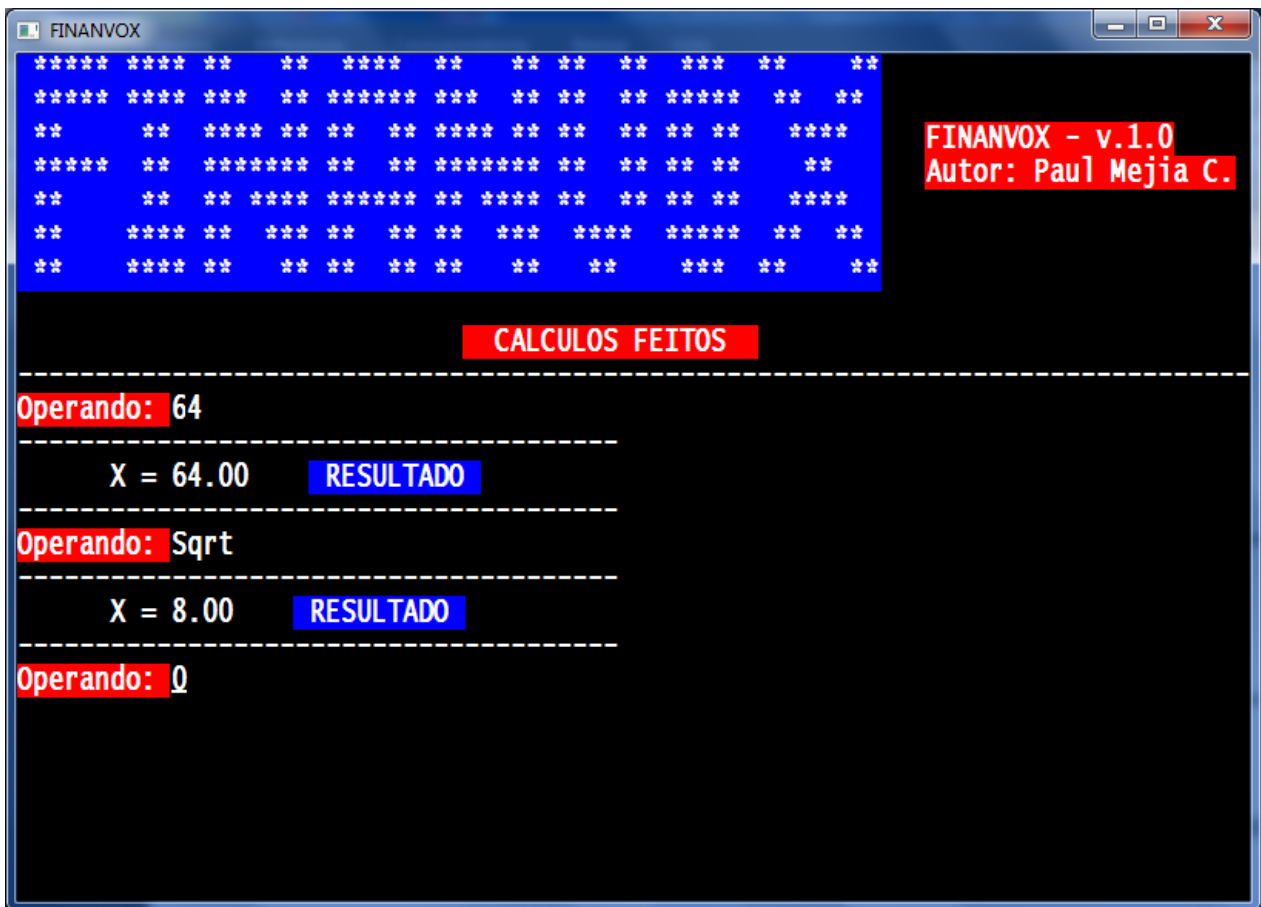 FINANVOX
***** **** **   **  ****  **   ** **  **  ***  **    **
***** **** ***  ** ****** ***  ** **  ** *****  **  **
**     **  **** ** **  ** **** ** **  ** ** **   ****
*****  **  ******* **  ** ******* **  ** ** **    **
**     **  ** **** ****** ** **** **  ** ** **   ****
**    **** **  *** **  ** **  ***  ****  *****  **  **
**    **** **   ** **  ** **   **   **    ***  **    **
FINANVOX - v.1.0
Autor: Paul Mejia C.
CALCULOS FEITOS
--------------------------------------------------------------------------------
Operando: 64
---------------------------------------
X = 64.00 RESULTADO
---------------------------------------
Operando: Sqrt
---------------------------------------
X = 8.00 RESULTADO
---------------------------------------
Operando: Q